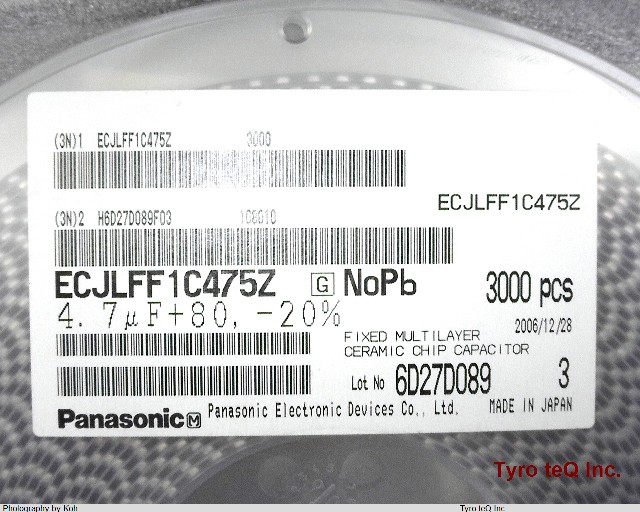 (3N)1 ECJLFF1C475Z 3000
ECJLFF1C475Z
(3N)2 H6D27D089F03 1C8G10
ECJLFF1C475Z G NoPb 3000 pcs
4.7μF+80,-20% 2006/12/28
FIXED MULTILAYER
CERAMIC CHIP CAPACITOR
Lot No 6D27D089 3
Panasonic M Panasonic Electronic Devices Co., Ltd. MADE IN JAPAN
Tyro teQ Inc.
Photography by Koh Tyro teQ Inc